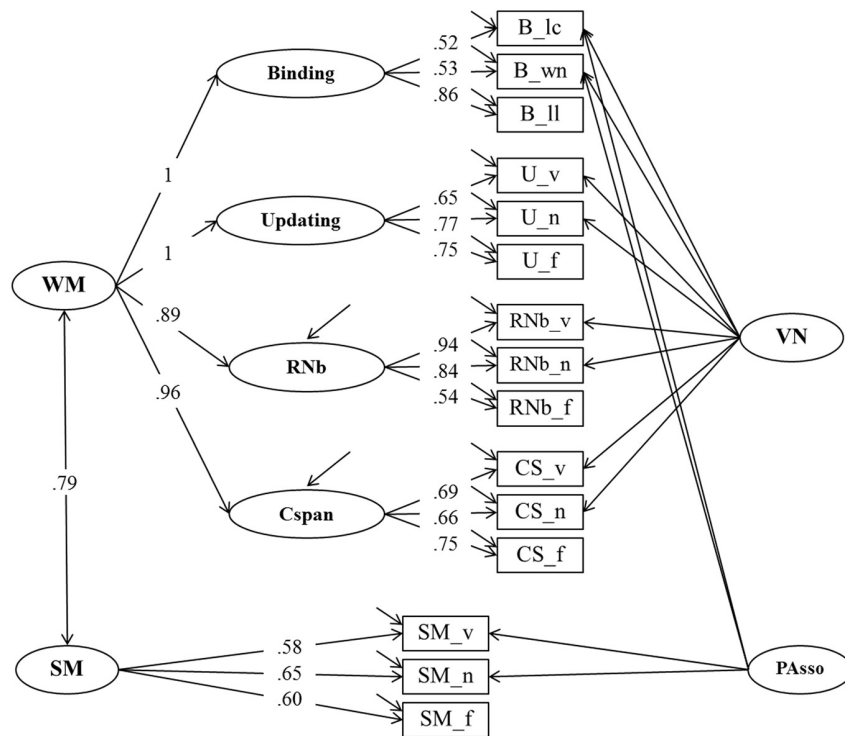 B_lc
.52
B_wn
.53
Binding
.86
B_ll
1
U_v
.65
U_n
Updating
.77
.75
U_f
1
WM
.89
RNb_v
VN
.94
RNb_n
RNb
.84
.54
RNb_f
.96
CS_v
.79
.69
CS_n
Cspan
.66
.75
CS_f
.58
SM_v
SM
.65
SM_n
PAsso
.60
SM_f